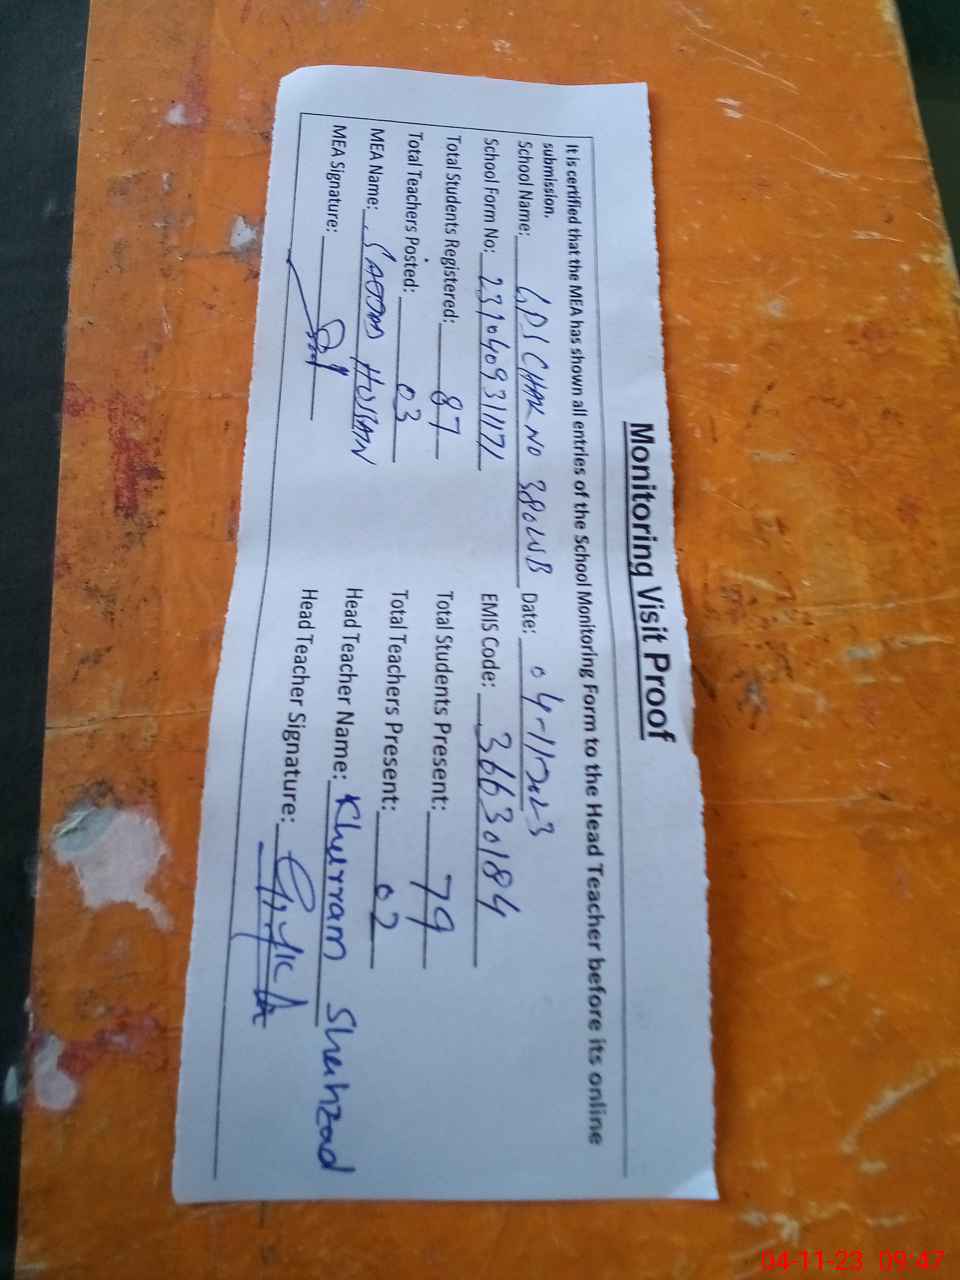 Monitoring Visit Proof
It is certified that the MEA has shown all entries of the School Monitoring Form to the Head Teacher before its online
submission.
School Name: GPS CHAK NO 380WB Date: 04-11-2023
School Form No: EMIS Code: 36630184
Total Students Registered: 87 Total Students Present: 79
Total Teachers Posted: 03 Total Teachers Present: 02
MEA Name: SADDAM HUSSAIN Head Teacher Name: Khurram Shehzad
MEA Signature: Head Teacher Signature:
04-11-23 09:47